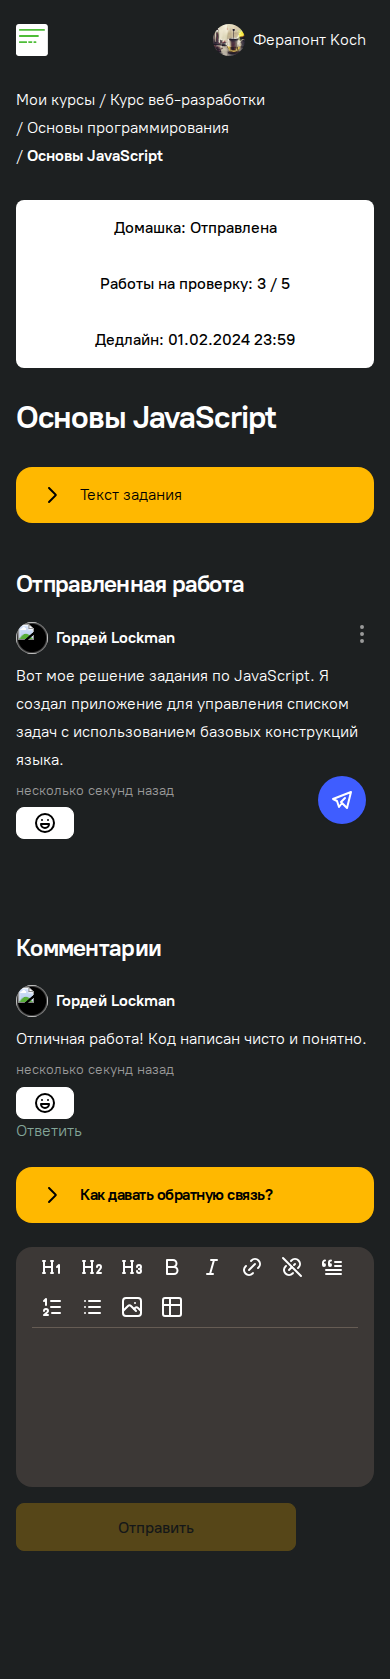 Ферапонт Koch
Мои курсы / Курс веб-разработки
/ Основы программирования
/ Основы JavaScript
Домашка: Отправлена
Работы на проверку: 3 / 5
Дедлайн: 01.02.2024 23:59
Основы JavaScript
Текст задания
Отправленная работа
Гордей Lockman
Вот мое решение задания по JavaScript. Я
создал приложение для управления списком
задач с использованием базовых конструкций
языка.
несколько секунд назад
Комментарии
Гордей Lockman
Отличная работа! Код написан чисто и понятно.
несколько секунд назад
Ответить
Как давать обратную связь?
H1 H2 H3 B I
Отправить